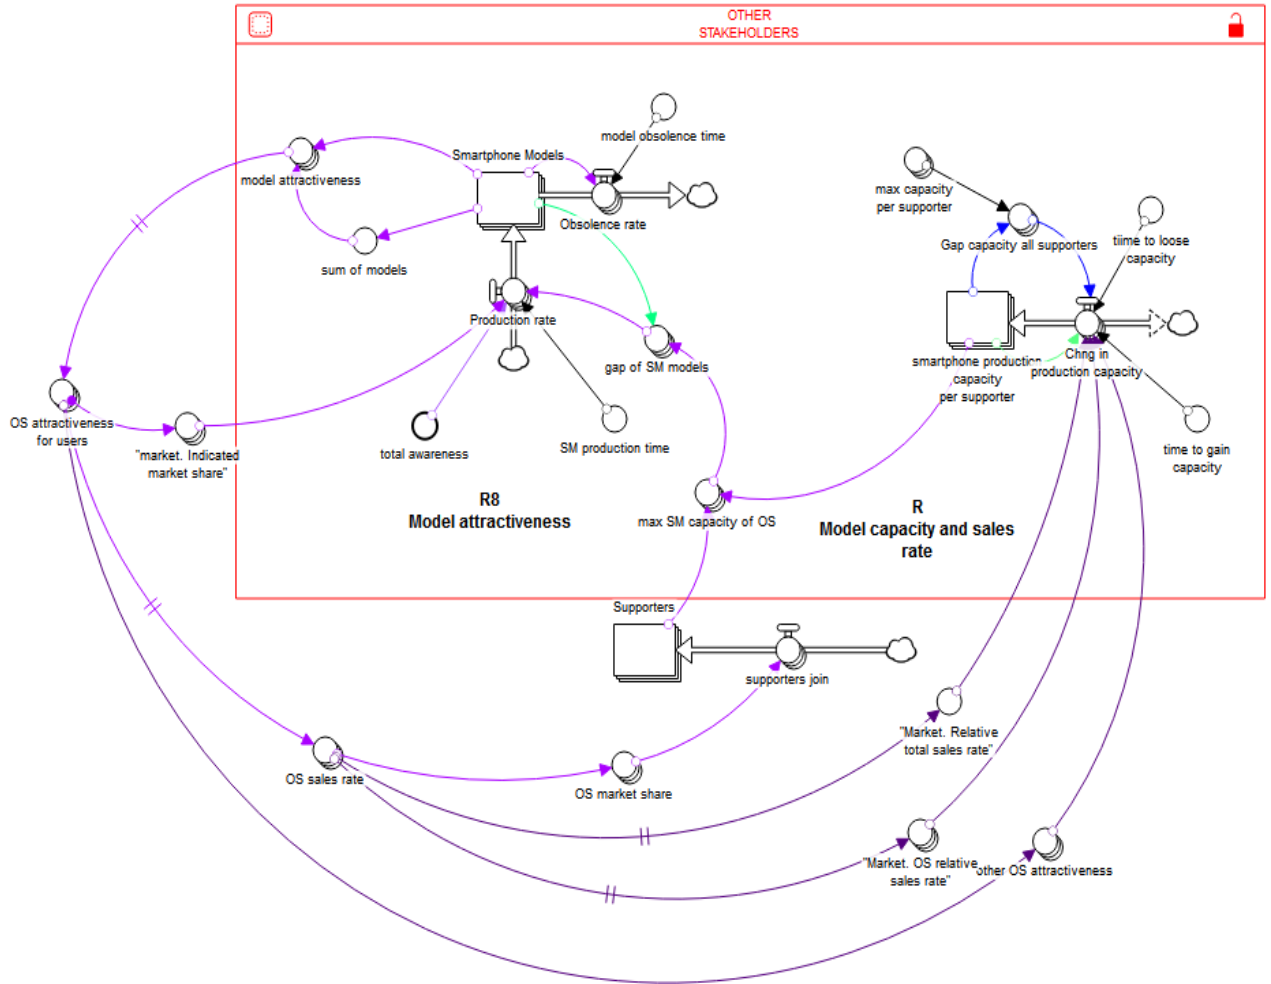 OTHER
STAKEHOLDERS
model obsolence time
Smartphone Models
model attractiveness
max capacity
per supporter
Obsolence rate
tiime to loose
capacity
Gap capacity all supporters
sum of models
Production rate
gap of SM models
smartphone production
capacity
per supporter
Chng in
production capacity
OS attractiveness
for users
"market. Indicated
market share"
total awareness
SM production time
time to gain
capacity
R8
Model attractiveness
max SM capacity of OS
R
Model capacity and sales
rate
Supporters
supporters join
"Market. Relative
total sales rate"
OS sales rate
OS market share
"Market. OS relative
sales rate"
other OS attractiveness